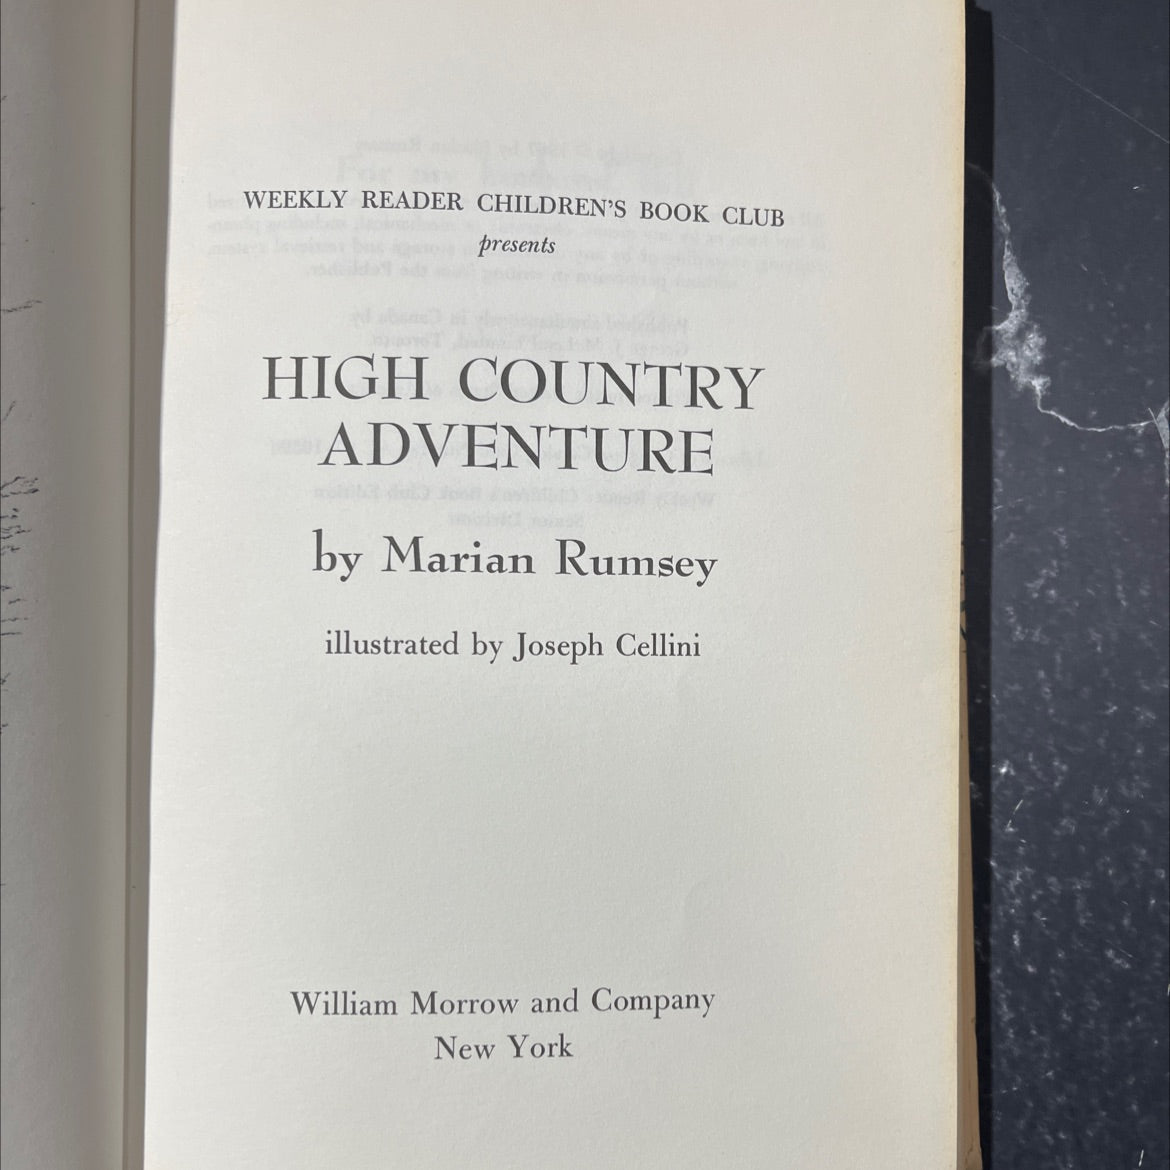 WEEKLY READER CHILDREN'S BOOK CLUB
presents
HIGH COUNTRY
ADVENTURE
by Marian Rumsey
illustrated by Joseph Cellini
William Morrow and Company
New York